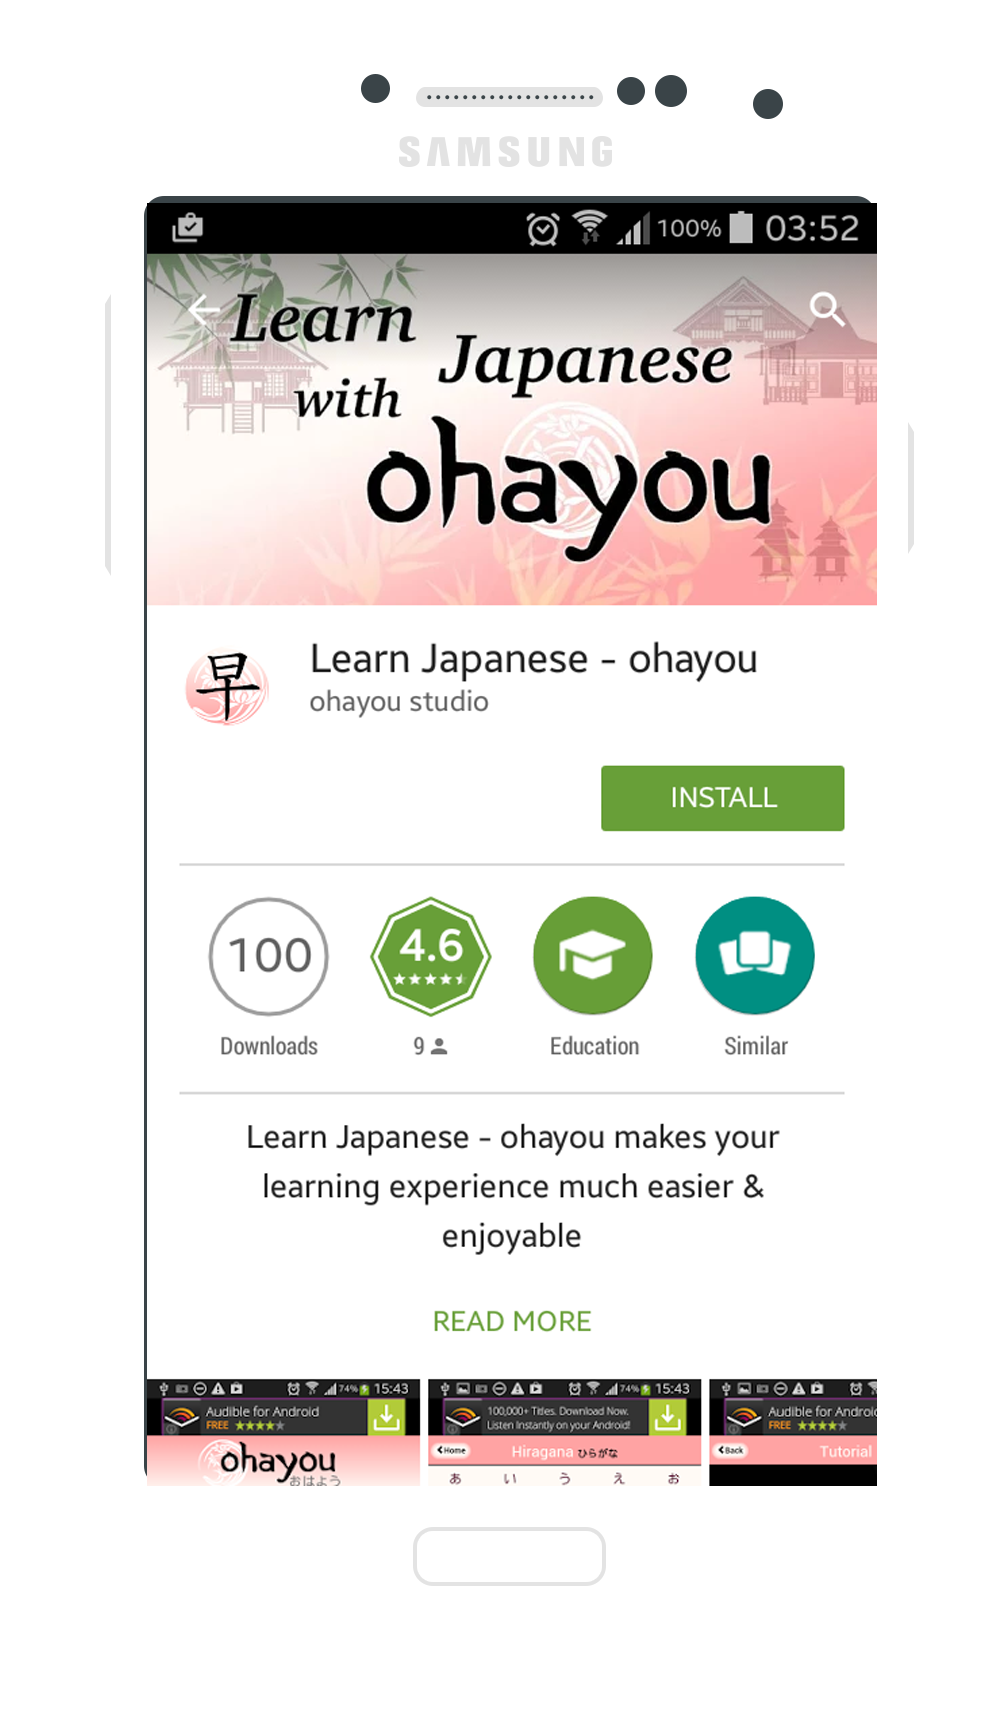 SAMSUNG
100% 03:52
Learn
Japanese
with
ohayou
早
Learn Japanese - ohayou
ohayou studio
INSTALL
100
4.6
Downloads
9
Education
Similar
Learn Japanese - ohayou makes your
learning experience much easier &
enjoyable
READ MORE
74% 15:43
Audible for Android
FREE
ohayou
おはよう
74% 15:43
100,000+ Titles. Download Now.
Listen Instantly on your Android!
Home
Hiragana ひらがな
あ い う え お
Audible for Androi
FREE
Back
Tutorial